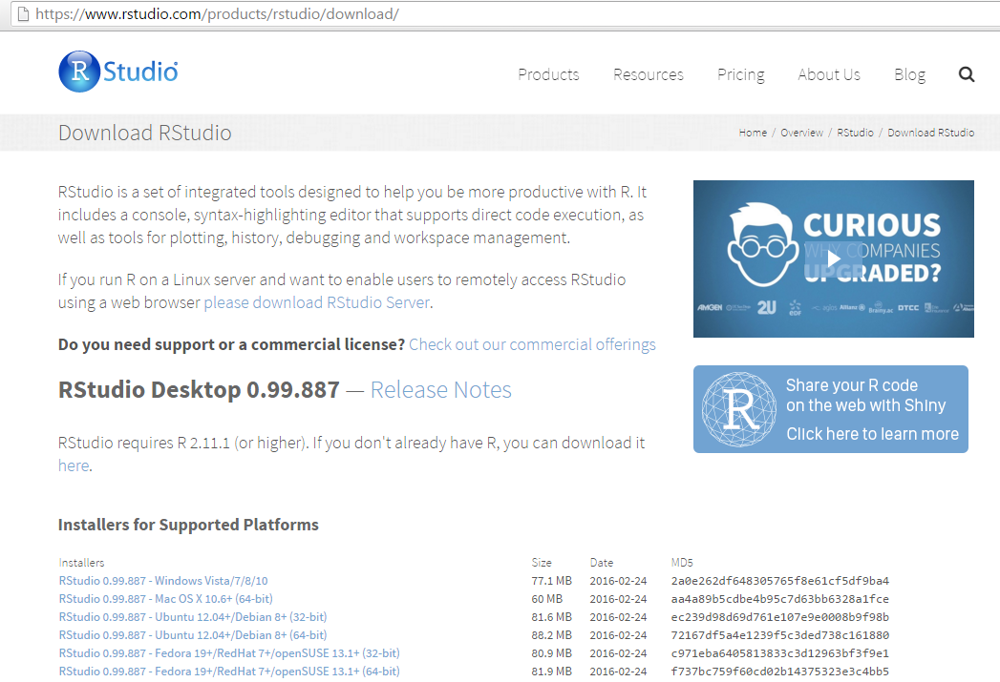 https://www.rstudio.com/products/rstudio/download/
R Studio
Products Resources Pricing About Us Blog
Download RStudio
Home / Overview / RStudio / Download RStudio
RStudio is a set of integrated tools designed to help you be more productive with R. It
includes a console, syntax-highlighting editor that supports direct code execution, as
well as tools for plotting, history, debugging and workspace management.
If you run R on a Linux server and want to enable users to remotely access RStudio
using a web browser please download RStudio Server.
Do you need support or a commercial license? Check out our commercial offerings
RStudio Desktop 0.99.887 — Release Notes
RStudio requires R 2.11.1 (or higher). If you don't already have R, you can download it
here.
CURIOUS
WHY COMPANIES
UPGRADED?
AMGEN 2U edf Allianz Brainy.ac DTCC
R
Share your R code
on the web with Shiny
Click here to learn more
Installers for Supported Platforms
Installers Size Date MD5
RStudio 0.99.887 - Windows Vista/7/8/10 77.1 MB 2016-02-24 2a0e262df648305765f8e61cf5df9ba4
RStudio 0.99.887 - Mac OS X 10.6+ (64-bit) 60 MB 2016-02-24 aa4a89b5cdbe4b95c7d63bb6328a1fce
RStudio 0.99.887 - Ubuntu 12.04+/Debian 8+ (32-bit) 81.6 MB 2016-02-24 ec239d98d69d761e107e9e0008b9f98b
RStudio 0.99.887 - Ubuntu 12.04+/Debian 8+ (64-bit) 88.2 MB 2016-02-24 72167df5a4e1239f5c3ded738c161880
RStudio 0.99.887 - Fedora 19+/RedHat 7+/openSUSE 13.1+ (32-bit) 80.9 MB 2016-02-24 c971eba6405813833c3d12963bf3f9e1
RStudio 0.99.887 - Fedora 19+/RedHat 7+/openSUSE 13.1+ (64-bit) 81.9 MB 2016-02-24 f737bc759f60cd02b14375323e3c4bb5